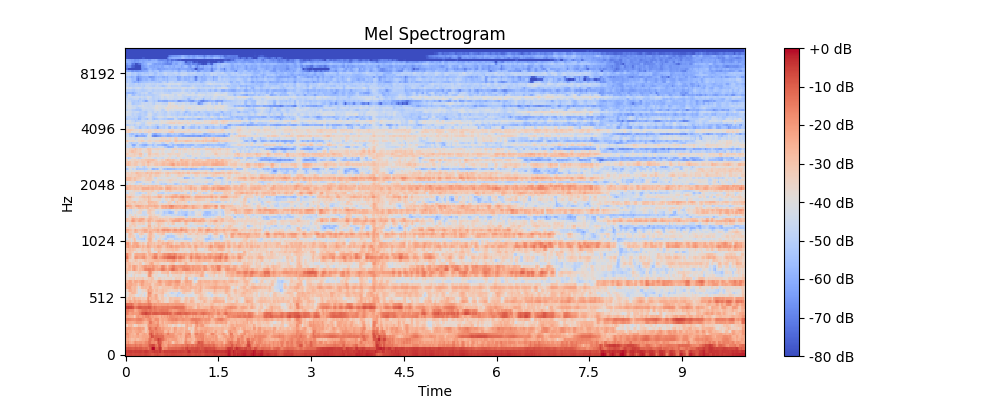 Mel Spectrogram
Hz
8192
4096
2048
1024
512
0
0 1.5 3 4.5 6 7.5 9
Time
+0 dB
-10 dB
-20 dB
-30 dB
-40 dB
-50 dB
-60 dB
-70 dB
-80 dB